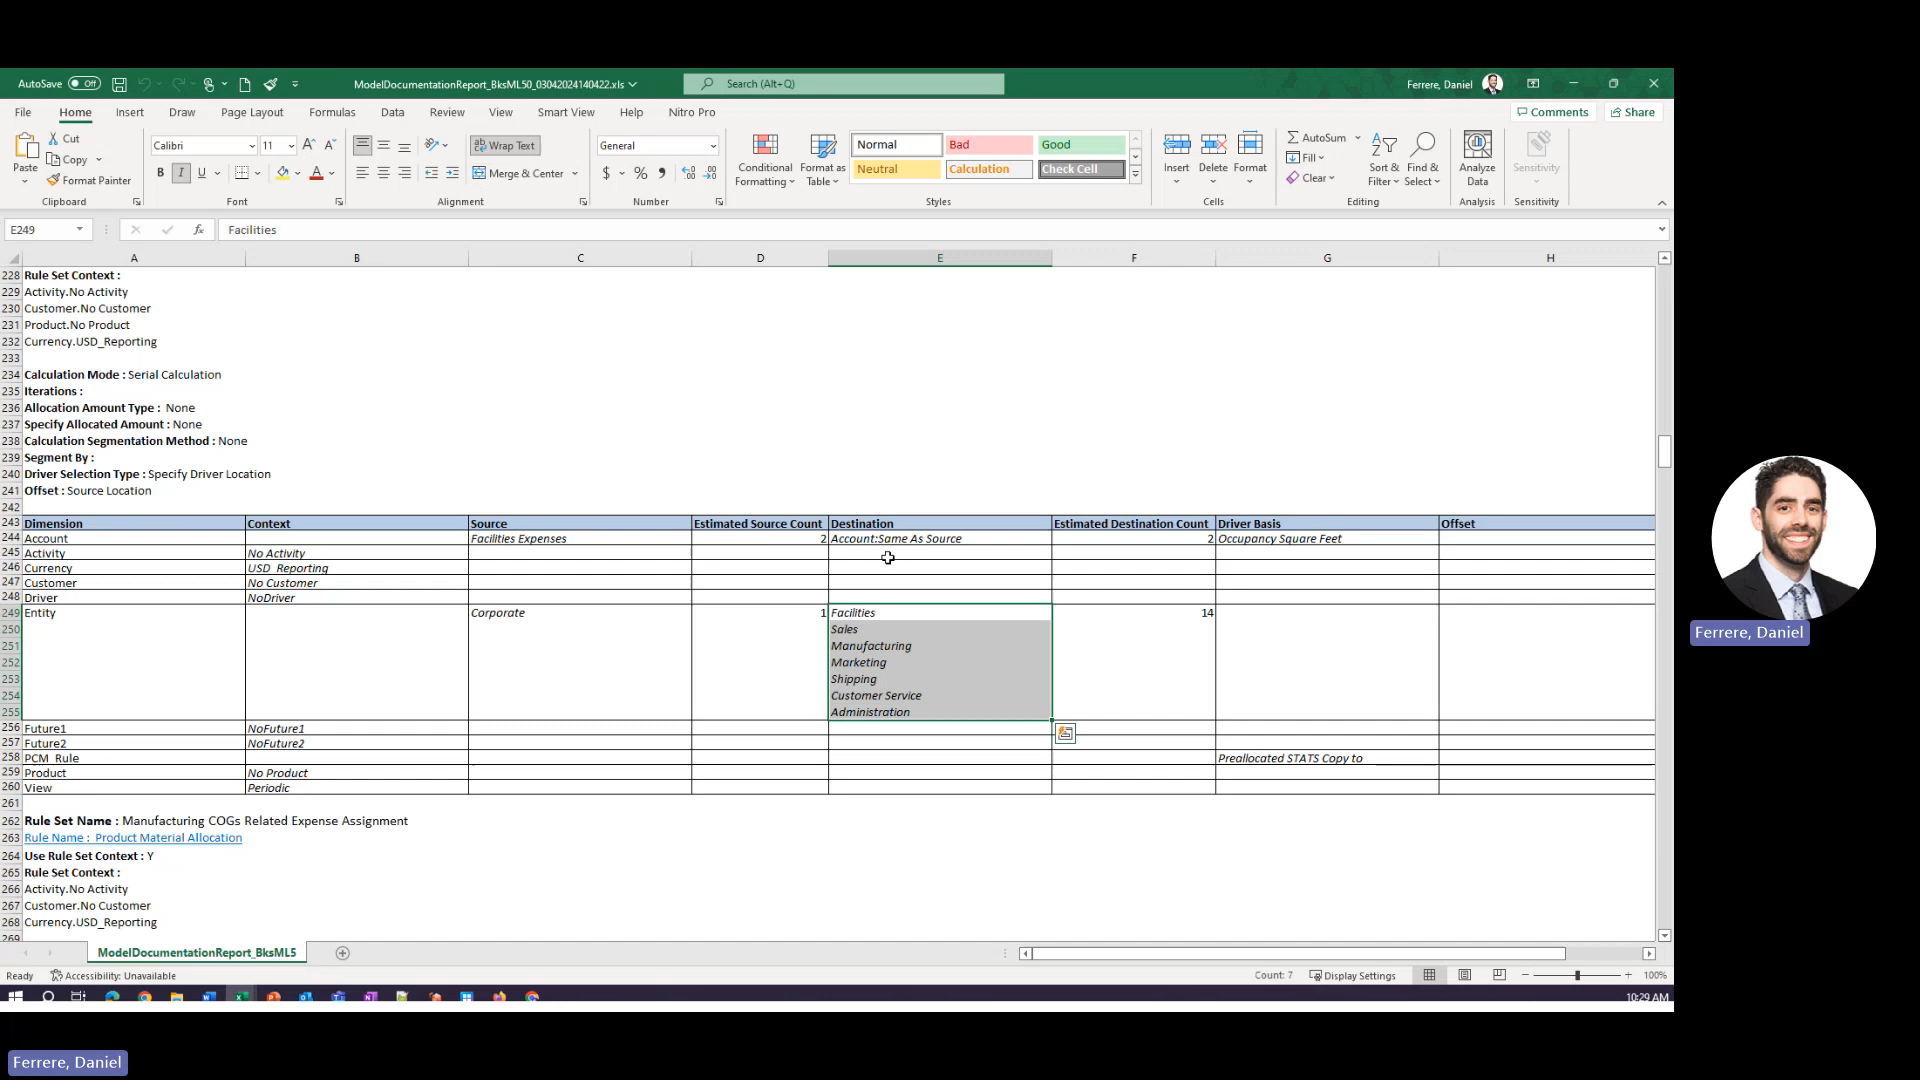 AutoSave Off ModelDocumentationReport_BksML50_03042024140422.xls Search (Alt+Q) Ferrere, Daniel
File Home Insert Draw Page Layout Formulas Data Review View Smart View Help Nitro Pro Comments Share
Cut
Copy
Format Painter
Paste
Clipboard
Calibri 11
B I U
Font
Wrap Text
Merge & Center
Alignment
General
$ % ,
Number
Conditional Formatting
Format as Table
Normal Bad Good
Neutral Calculation Check Cell
Styles
Insert Delete Format
Cells
AutoSum
Fill
Clear
Sort & Filter
Find & Select
Editing
Analyze Data
Analysis
Sensitivity
Sensitivity
E249 fx Facilities
A B C D E F G H
228 Rule Set Context :
229 Activity.No Activity
230 Customer.No Customer
231 Product.No Product
232 Currency.USD_Reporting
233
234 Calculation Mode : Serial Calculation
235 Iterations :
236 Allocation Amount Type : None
237 Specify Allocated Amount : None
238 Calculation Segmentation Method : None
239 Segment By :
240 Driver Selection Type : Specify Driver Location
241 Offset : Source Location
242
243 Dimension Context Source Estimated Source Count Destination Estimated Destination Count Driver Basis Offset
244 Account Facilities Expenses 2 Account:Same As Source 2 Occupancy Square Feet
245 Activity No Activity
246 Currency USD_Reporting
247 Customer No Customer
248 Driver NoDriver
249 Entity Corporate 1 Facilities 14
250 Sales
251 Manufacturing
252 Marketing
253 Shipping
254 Customer Service
255 Administration
256 Future1 NoFuture1
257 Future2 NoFuture2
258 PCM_Rule Preallocated STATS Copy to
259 Product No Product
260 View Periodic
261
262 Rule Set Name : Manufacturing COGs Related Expense Assignment
263 Rule Name : Product Material Allocation
264 Use Rule Set Context : Y
265 Rule Set Context :
266 Activity.No Activity
267 Customer.No Customer
268 Currency.USD_Reporting
269
ModelDocumentationReport_BksML5
Ready Accessibility: Unavailable Count: 7 Display Settings 100%
10:29 AM
Ferrere, Daniel
Ferrere, Daniel